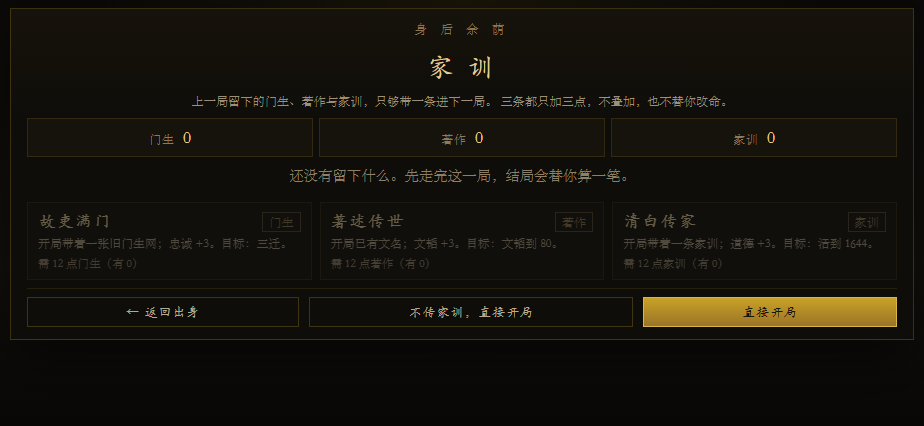 身后余荫
家训
上一局留下的门生、著作与家训，只够带一条进下一局。三条都只加三点，不叠加，也不替你改命。
门生 0
著作 0
家训 0
还没有留下什么。先走完这一局，结局会替你算一笔。
故吏满门 门生
开局带着一张旧门生网；忠诚 +3。目标：三迁。
需 12 点门生（有 0）
著述传世 著作
开局已有文名；文韬 +3。目标：文韬到 80。
需 12 点著作（有 0）
清白传家 家训
开局带着一条家训；道德 +3。目标：活到 1644。
需 12 点家训（有 0）
← 返回出身
不传家训，直接开局
直接开局